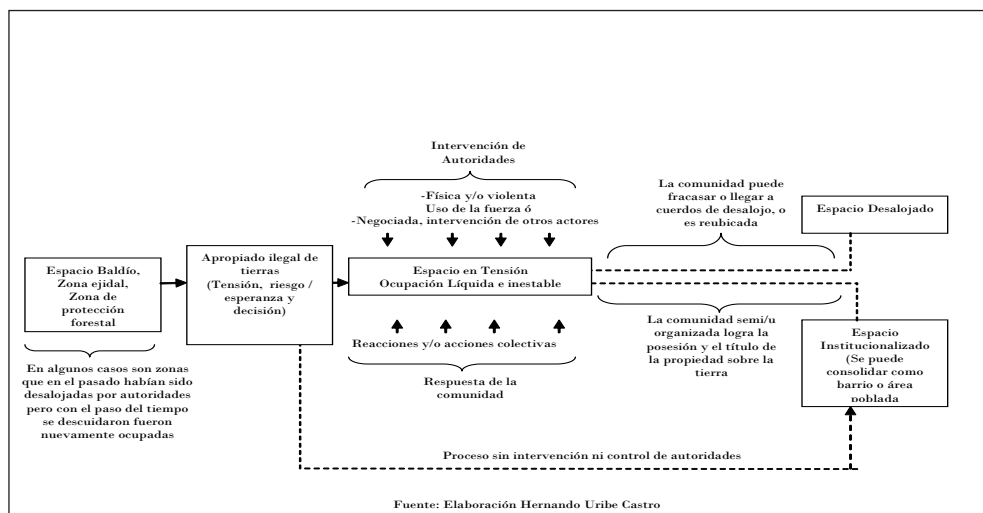 Intervención de
Autoridades
-Física y/o violenta
Uso de la fuerza ó
-Negociada, intervención de otros actores
La comunidad puede
fracasar o llegar a
cuerdos de desalojo, o
es reubicada
Espacio Desalojado
Espacio Baldío,
Zona ejidal,
Zona de
protección
forestal
Apropiado ilegal de
tierras
(Tensión, riesgo /
esperanza y
decisión)
Espacio en Tensión
Ocupación Líquida e inestable
Reacciones y/o acciones colectivas
Respuesta de la
comunidad
La comunidad semi/u
organizada logra la
posesión y el título de
la propiedad sobre la
tierra
Espacio
Institucionalizado
(Se puede
consolidar como
barrio o área
poblada
En algunos casos son zonas
que en el pasado habían sido
desalojadas por autoridades
pero con el paso del tiempo
se descuidaron fueron
nuevamente ocupadas
Proceso sin intervención ni control de autoridades
Fuente: Elaboración Hernando Uribe Castro